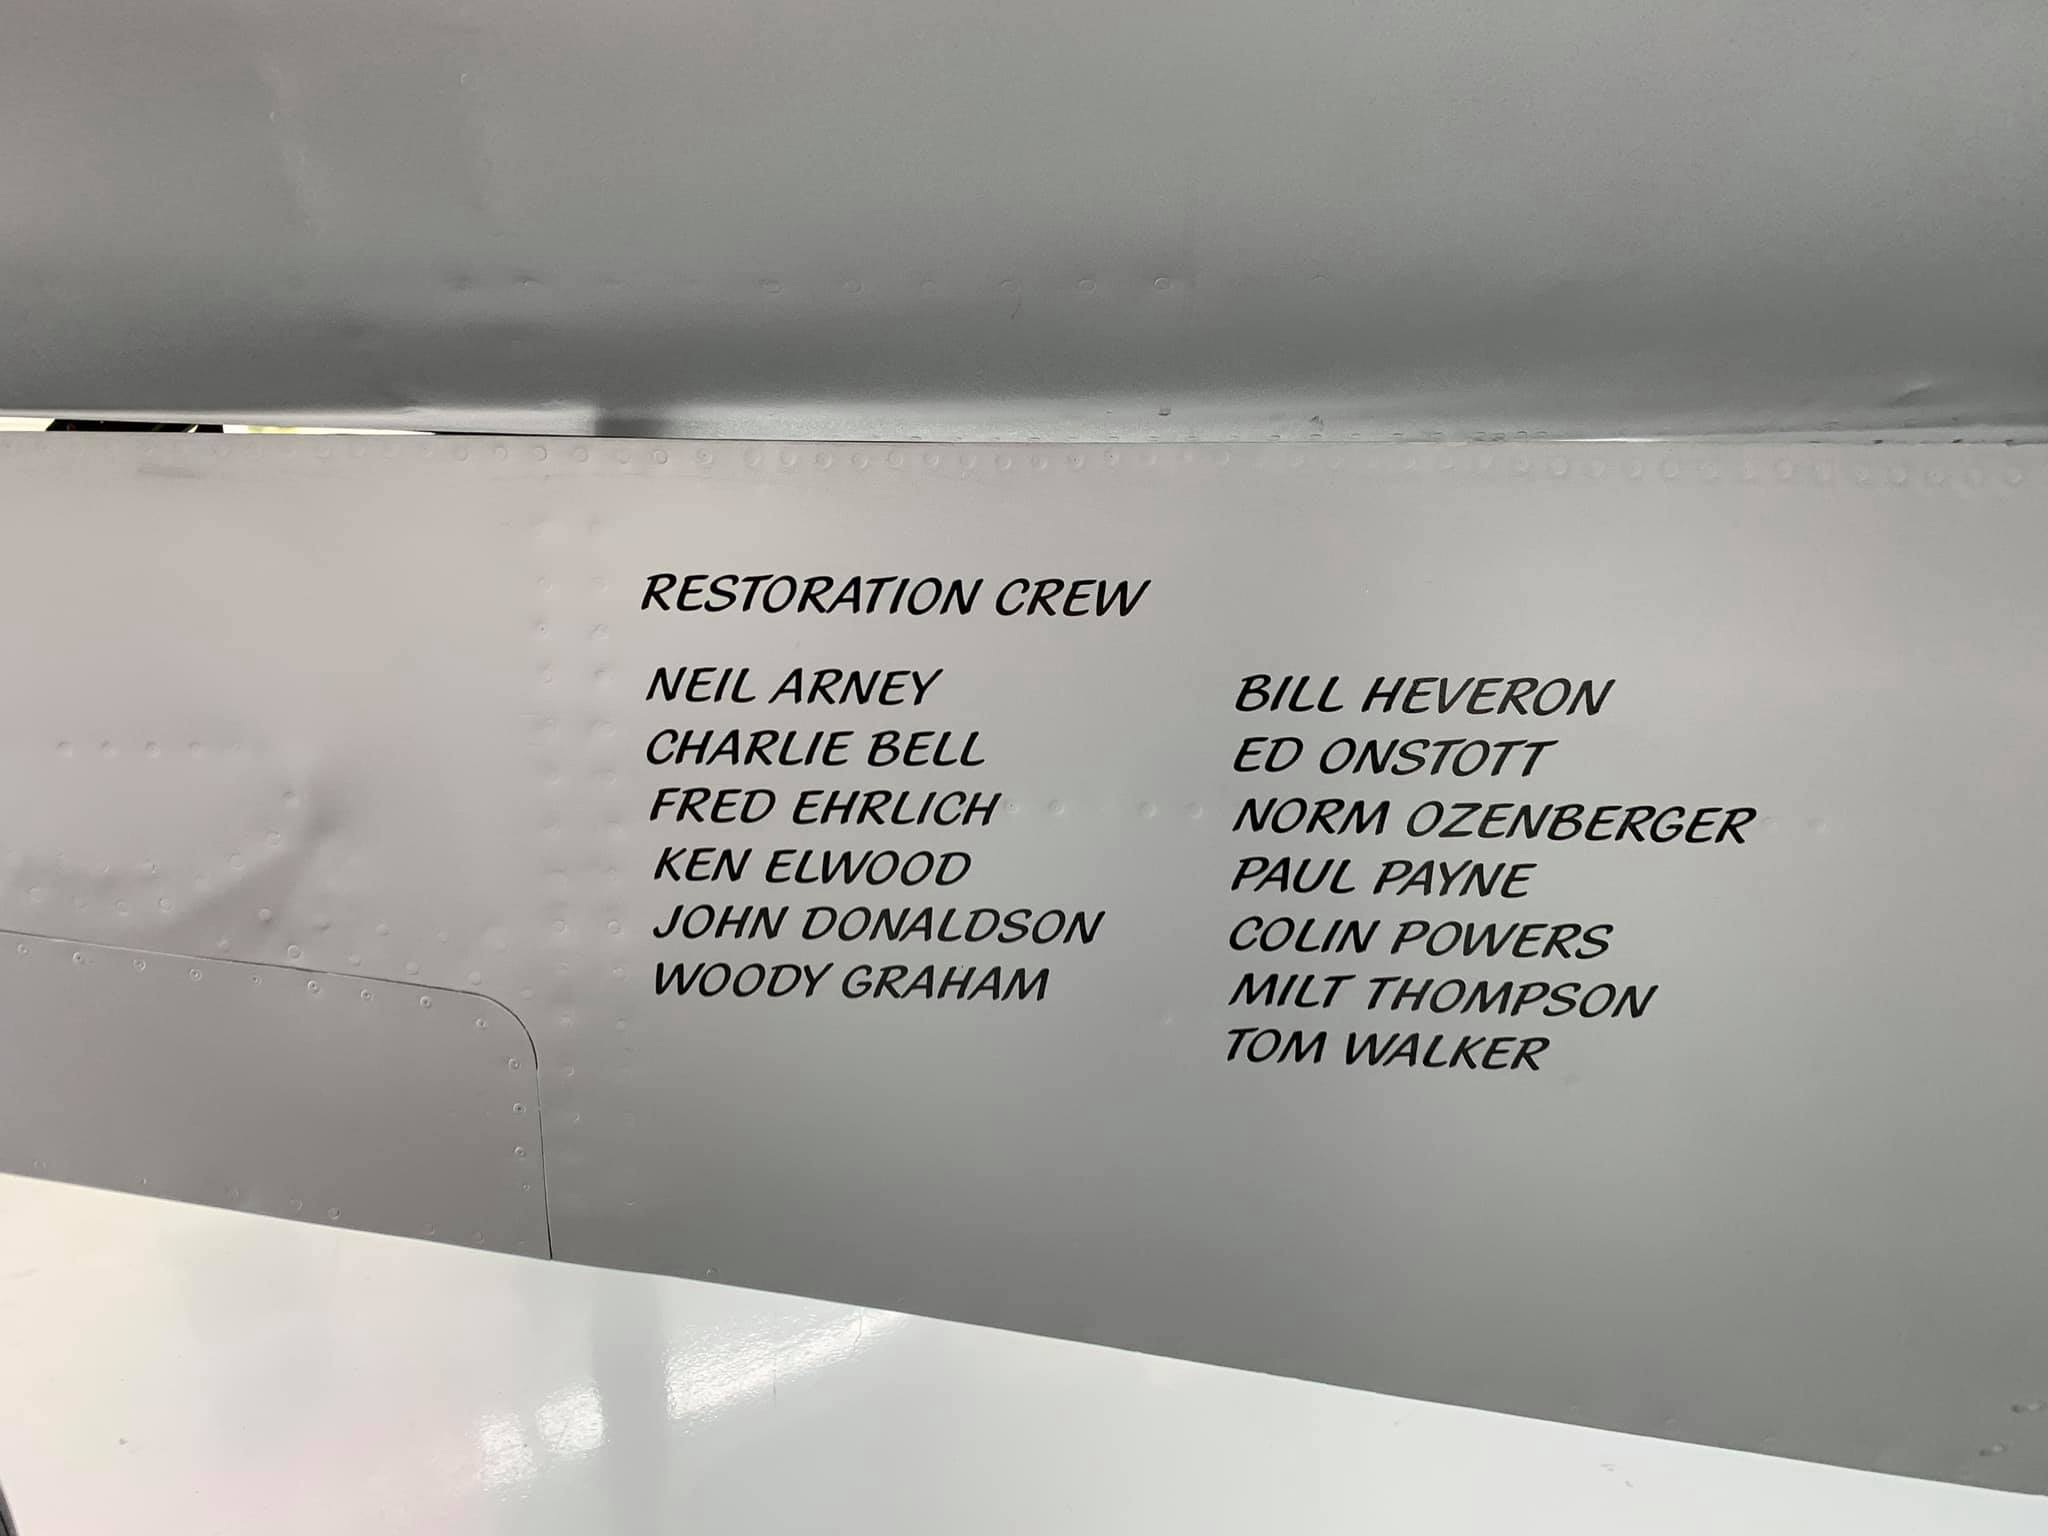 RESTORATION CREW
NEIL ARNEY
CHARLIE BELL
FRED EHRLICH
KEN ELWOOD
JOHN DONALDSON
WOODY GRAHAM
BILL HEVERON
ED ONSTOTT
NORM OZENBERGER
PAUL PAYNE
COLIN POWERS
MILT THOMPSON
TOM WALKER